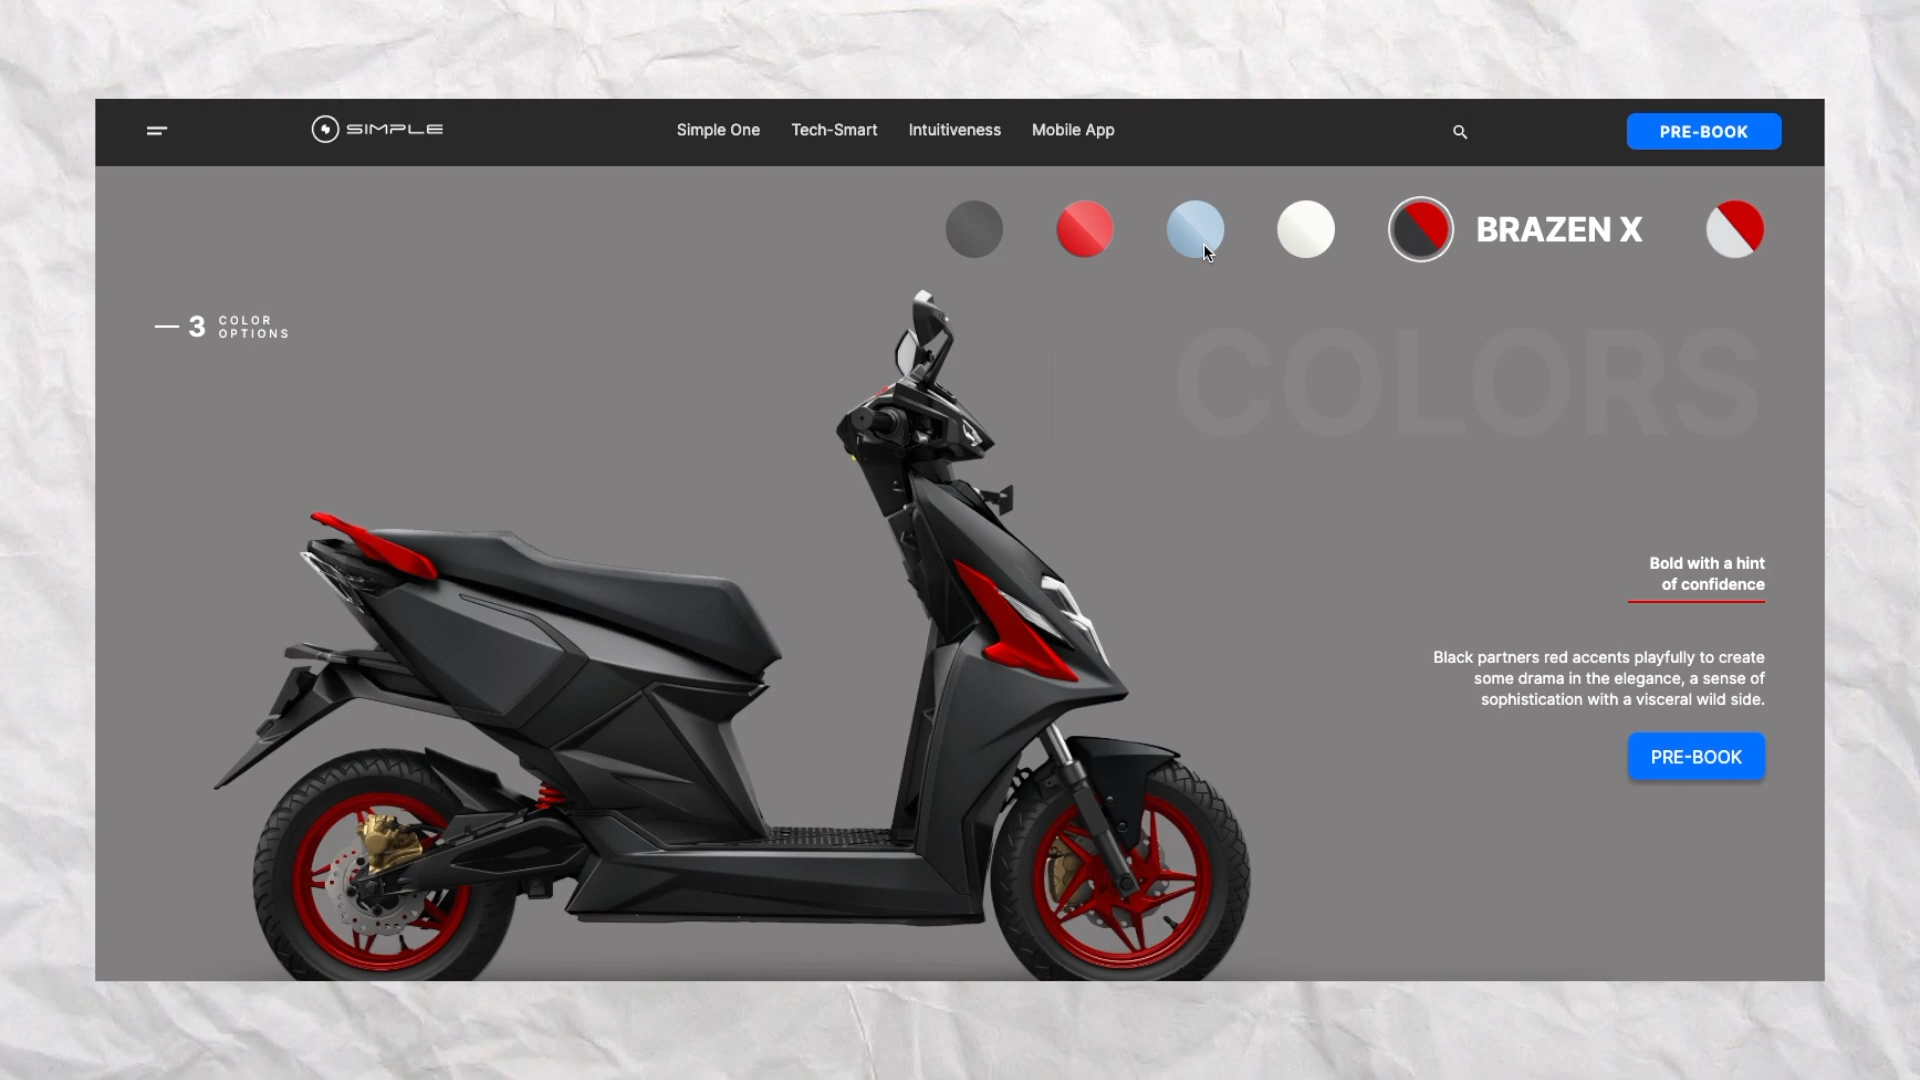 SIMPLE
Simple One
Tech-Smart
Intuitiveness
Mobile App
PRE-BOOK
BRAZEN X
3 COLOR
OPTIONS
COLORS
Bold with a hint
of confidence
Black partners red accents playfully to create
some drama in the elegance, a sense of
sophistication with a visceral wild side.
PRE-BOOK